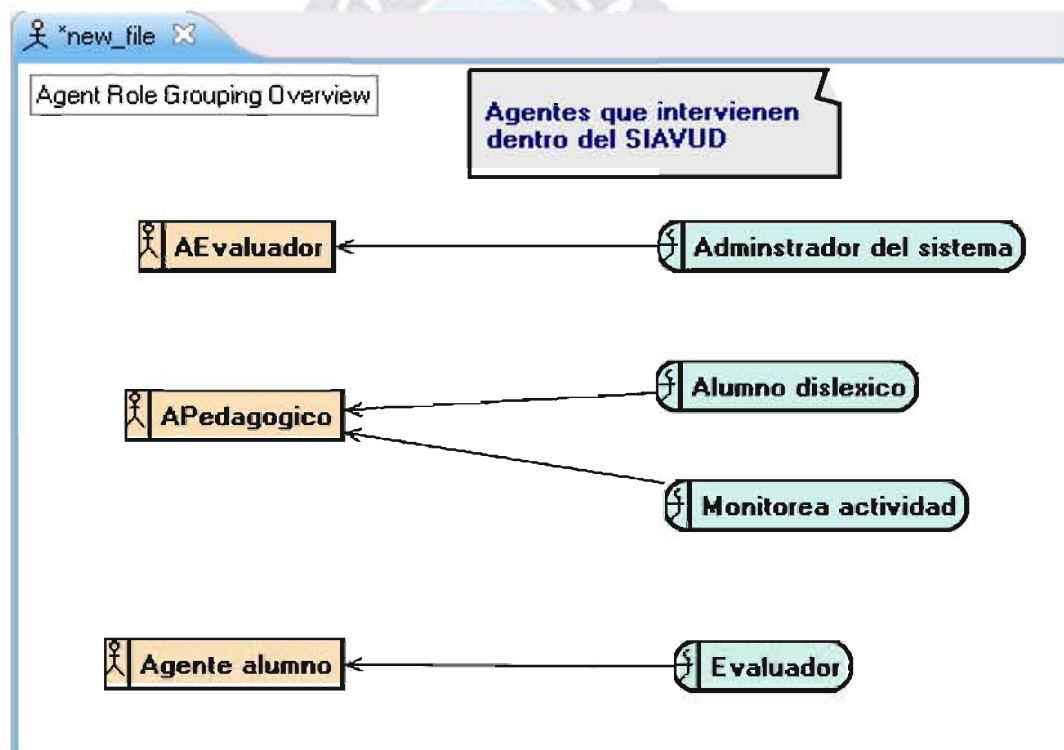 *new_file
Agent Role Grouping Overview
Agentes que intervienen
dentro del SIAVUD
AEvaluador
Adminstrador del sistema
APedagogico
Alumno dislexico
Monitorea actividad
Agente alumno
Evaluador